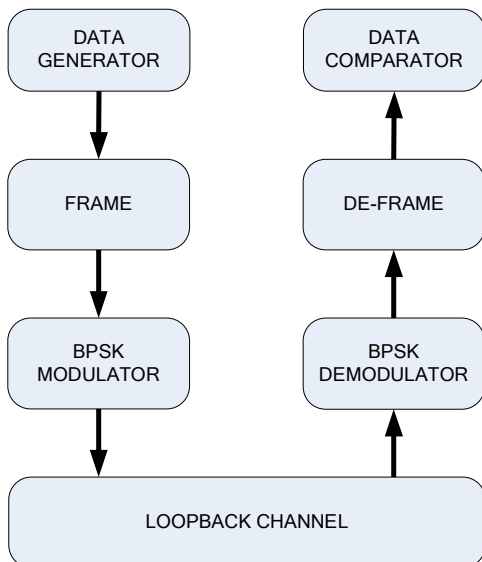 DATA
GENERATOR
DATA
COMPARATOR
FRAME
DE-FRAME
BPSK
MODULATOR
BPSK
DEMODULATOR
LOOPBACK CHANNEL